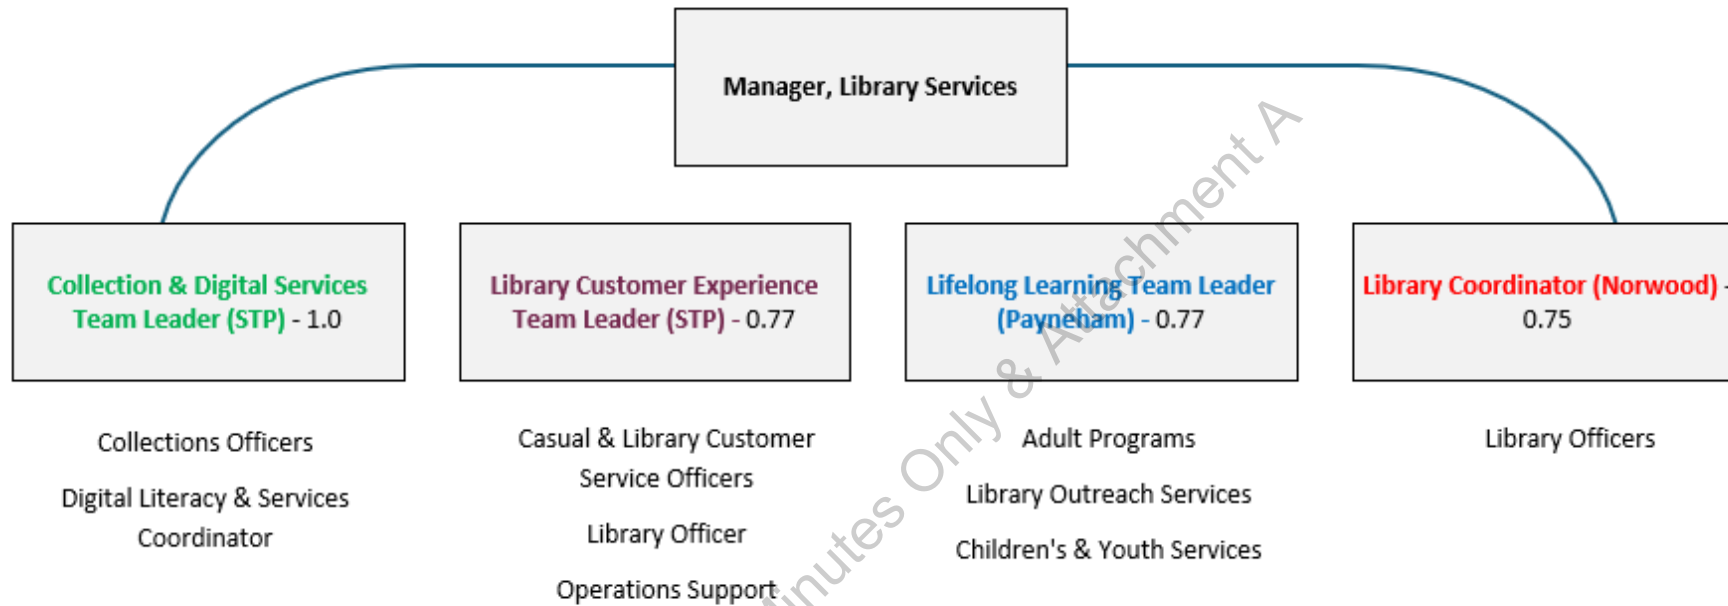 Manager, Library Services
Collection & Digital Services
Team Leader (STP) - 1.0
Library Customer Experience
Team Leader (STP) - 0.77
Lifelong Learning Team Leader
(Payneham) - 0.77
Library Coordinator (Norwood) -
0.75
Collections Officers
Digital Literacy & Services
Coordinator
Casual & Library Customer
Service Officers
Library Officer
Operations Support
Adult Programs
Library Outreach Services
Children's & Youth Services
Library Officers
Minutes Only & Attachment A